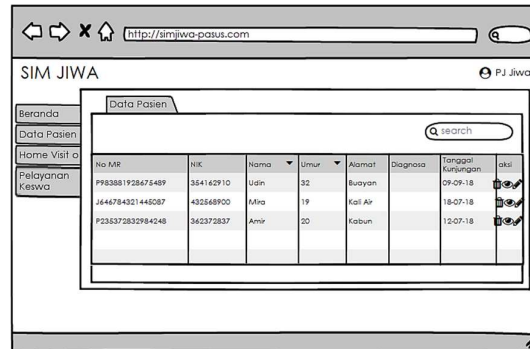 http://simjiwa-pasus.com
SIM JIWA
PJ Jiwa
Data Pasien
Beranda
Data Pasien
Home Visit o
Pelayanan
Keswa
search
No MR NIK Nama Umur Alamat Diagnosa Tanggal Kunjungan aksi
P983881928675489 354162910 Udin 32 Buayan 09-09-18
J646784321445087 432568900 Mira 19 Kali Air 18-07-18
P235372832984248 362372837 Amir 20 Kabun 12-07-18